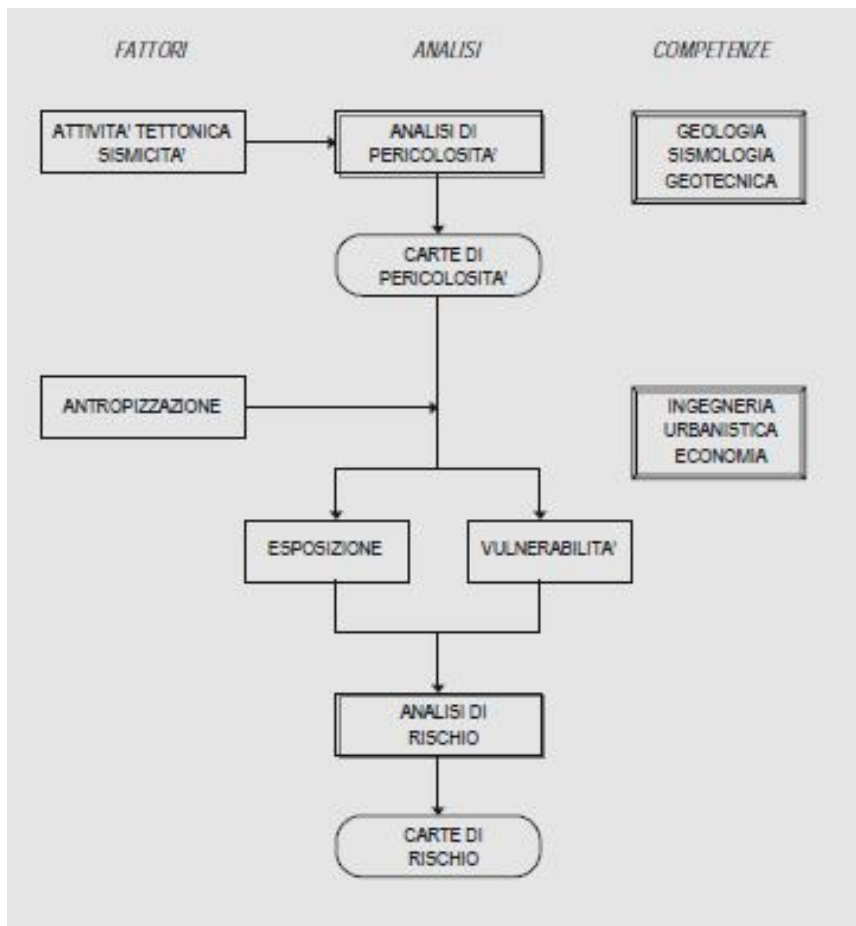 FATTORI
ANALISI
COMPETENZE
ATTIVITA' TETTONICA
SISMICITA'
ANALISI DI
PERICOLOSITA'
GEOLOGIA
SISMOLOGIA
GEOTECNICA
CARTE DI
PERICOLOSITA'
ANTROPIZZAZIONE
INGEGNERIA
URBANISTICA
ECONOMIA
ESPOSIZIONE
VULNERABILITA'
ANALISI DI
RISCHIO
CARTE DI
RISCHIO